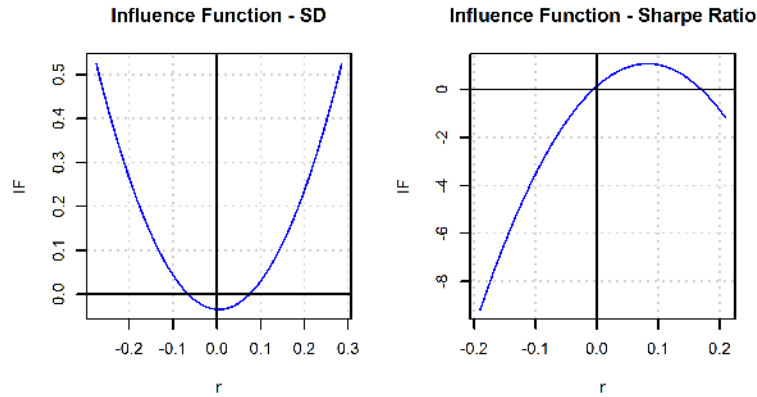 Influence Function - SD
IF
0.0 0.1 0.2 0.3 0.4 0.5
-0.2 -0.1 0.0 0.1 0.2 0.3
r
Influence Function - Sharpe Ratio
IF
-8 -6 -4 -2 0
-0.2 -0.1 0.0 0.1 0.2
r